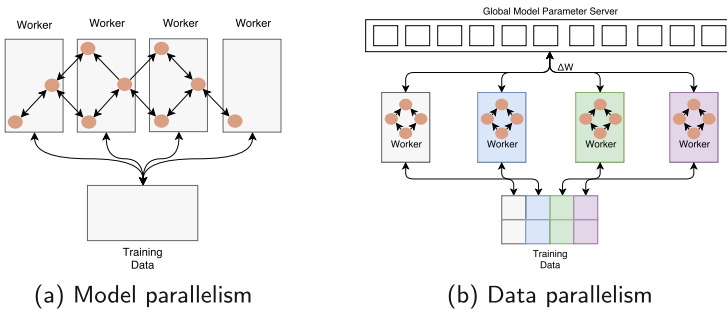 Worker Worker Worker Worker
Training
Data
(a) Model parallelism
Global Model Parameter Server
ΔW
Worker Worker Worker Worker
Training
Data
(b) Data parallelism